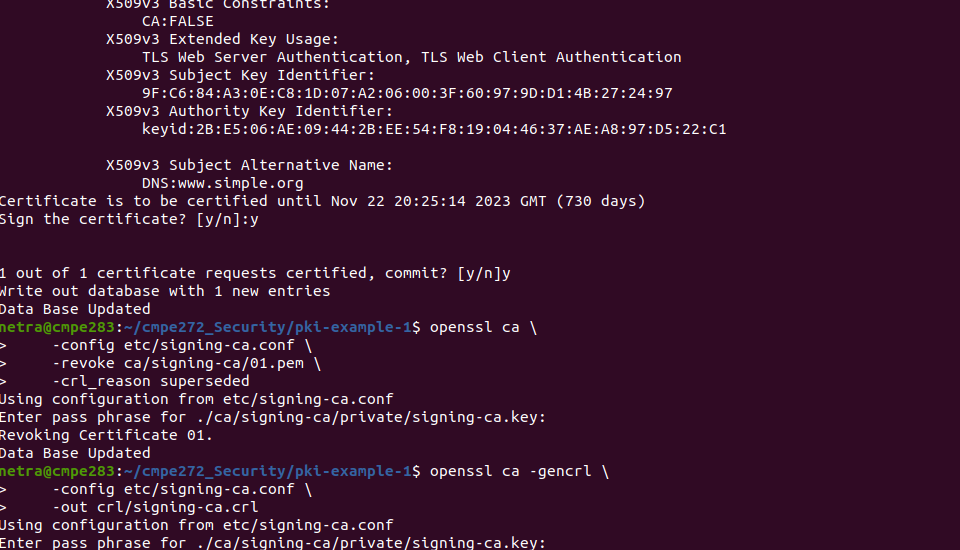 X509v3 Basic Constraints:
CA:FALSE
X509v3 Extended Key Usage:
TLS Web Server Authentication, TLS Web Client Authentication
X509v3 Subject Key Identifier:
9F:C6:84:A3:0E:C8:1D:07:A2:06:00:3F:60:97:9D:D1:4B:27:24:97
X509v3 Authority Key Identifier:
keyid:2B:E5:06:AE:09:44:2B:EE:54:F8:19:04:46:37:AE:A8:97:D5:22:C1
X509v3 Subject Alternative Name:
DNS:www.simple.org
Certificate is to be certified until Nov 22 20:25:14 2023 GMT (730 days)
Sign the certificate? [y/n]:y
1 out of 1 certificate requests certified, commit? [y/n]y
Write out database with 1 new entries
Data Base Updated
netra@cmpe283:~/cmpe272_Security/pki-example-1$ openssl ca \
>     -config etc/signing-ca.conf \
>     -revoke ca/signing-ca/01.pem \
>     -crl_reason superseded
Using configuration from etc/signing-ca.conf
Enter pass phrase for ./ca/signing-ca/private/signing-ca.key:
Revoking Certificate 01.
Data Base Updated
netra@cmpe283:~/cmpe272_Security/pki-example-1$ openssl ca -gencrl \
>     -config etc/signing-ca.conf \
>     -out crl/signing-ca.crl
Using configuration from etc/signing-ca.conf
Enter pass phrase for ./ca/signing-ca/private/signing-ca.key: